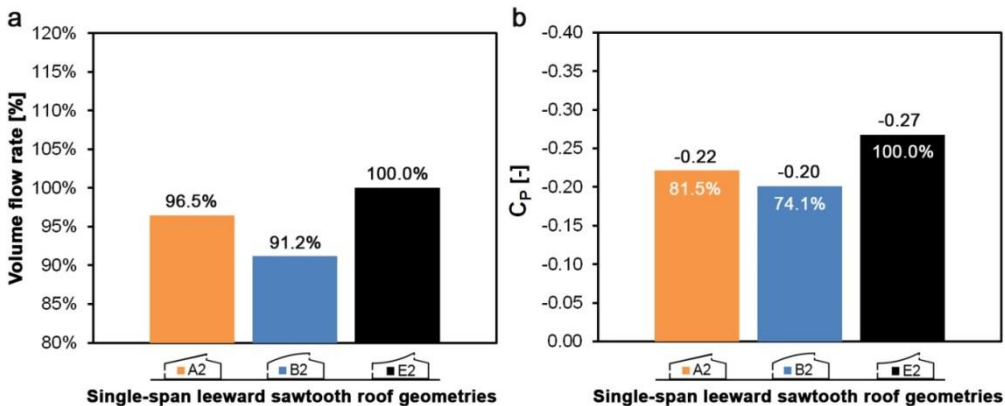 a
120%
115%
110%
105%
100%
95%
90%
85%
80%
Volume flow rate [%]
96.5%
91.2%
100.0%
A2
B2
E2
Single-span leeward sawtooth roof geometries
b
-0.40
-0.35
-0.30
-0.25
-0.20
-0.15
-0.10
-0.05
0.00
CP [-]
-0.22
81.5%
-0.20
74.1%
-0.27
100.0%
A2
B2
E2
Single-span leeward sawtooth roof geometries